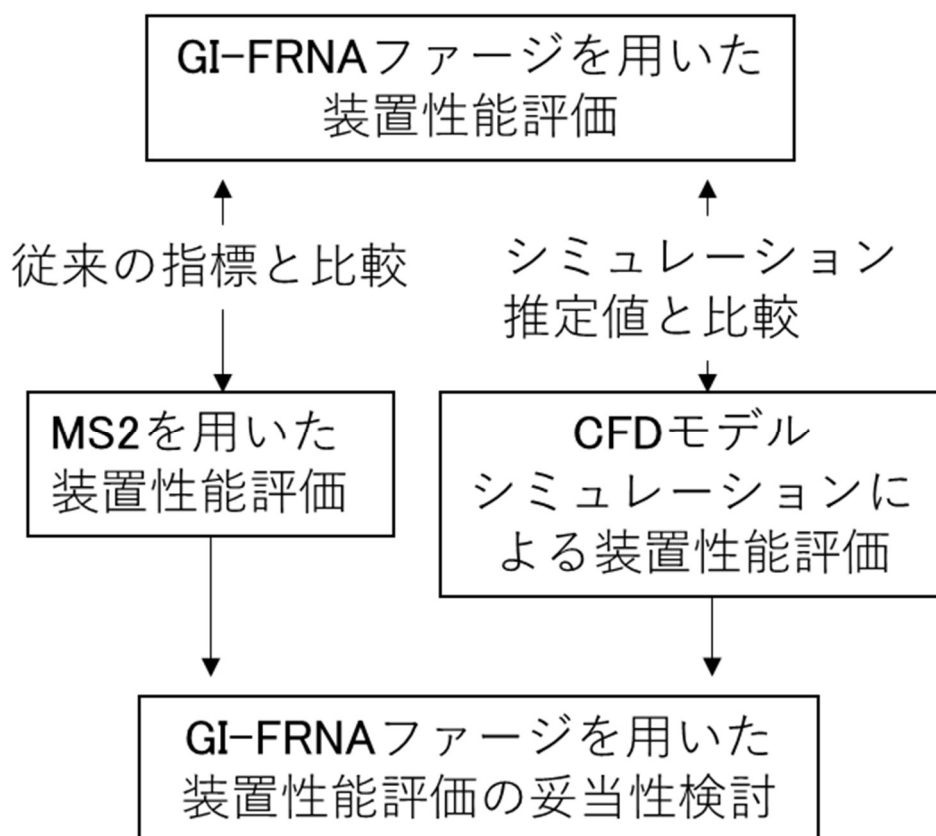 GI-FRNAファージを用いた
装置性能評価
従来の指標と比較
シミュレーション
推定値と比較
MS2を用いた
装置性能評価
CFDモデル
シミュレーションに
よる装置性能評価
GI-FRNAファージを用いた
装置性能評価の妥当性検討